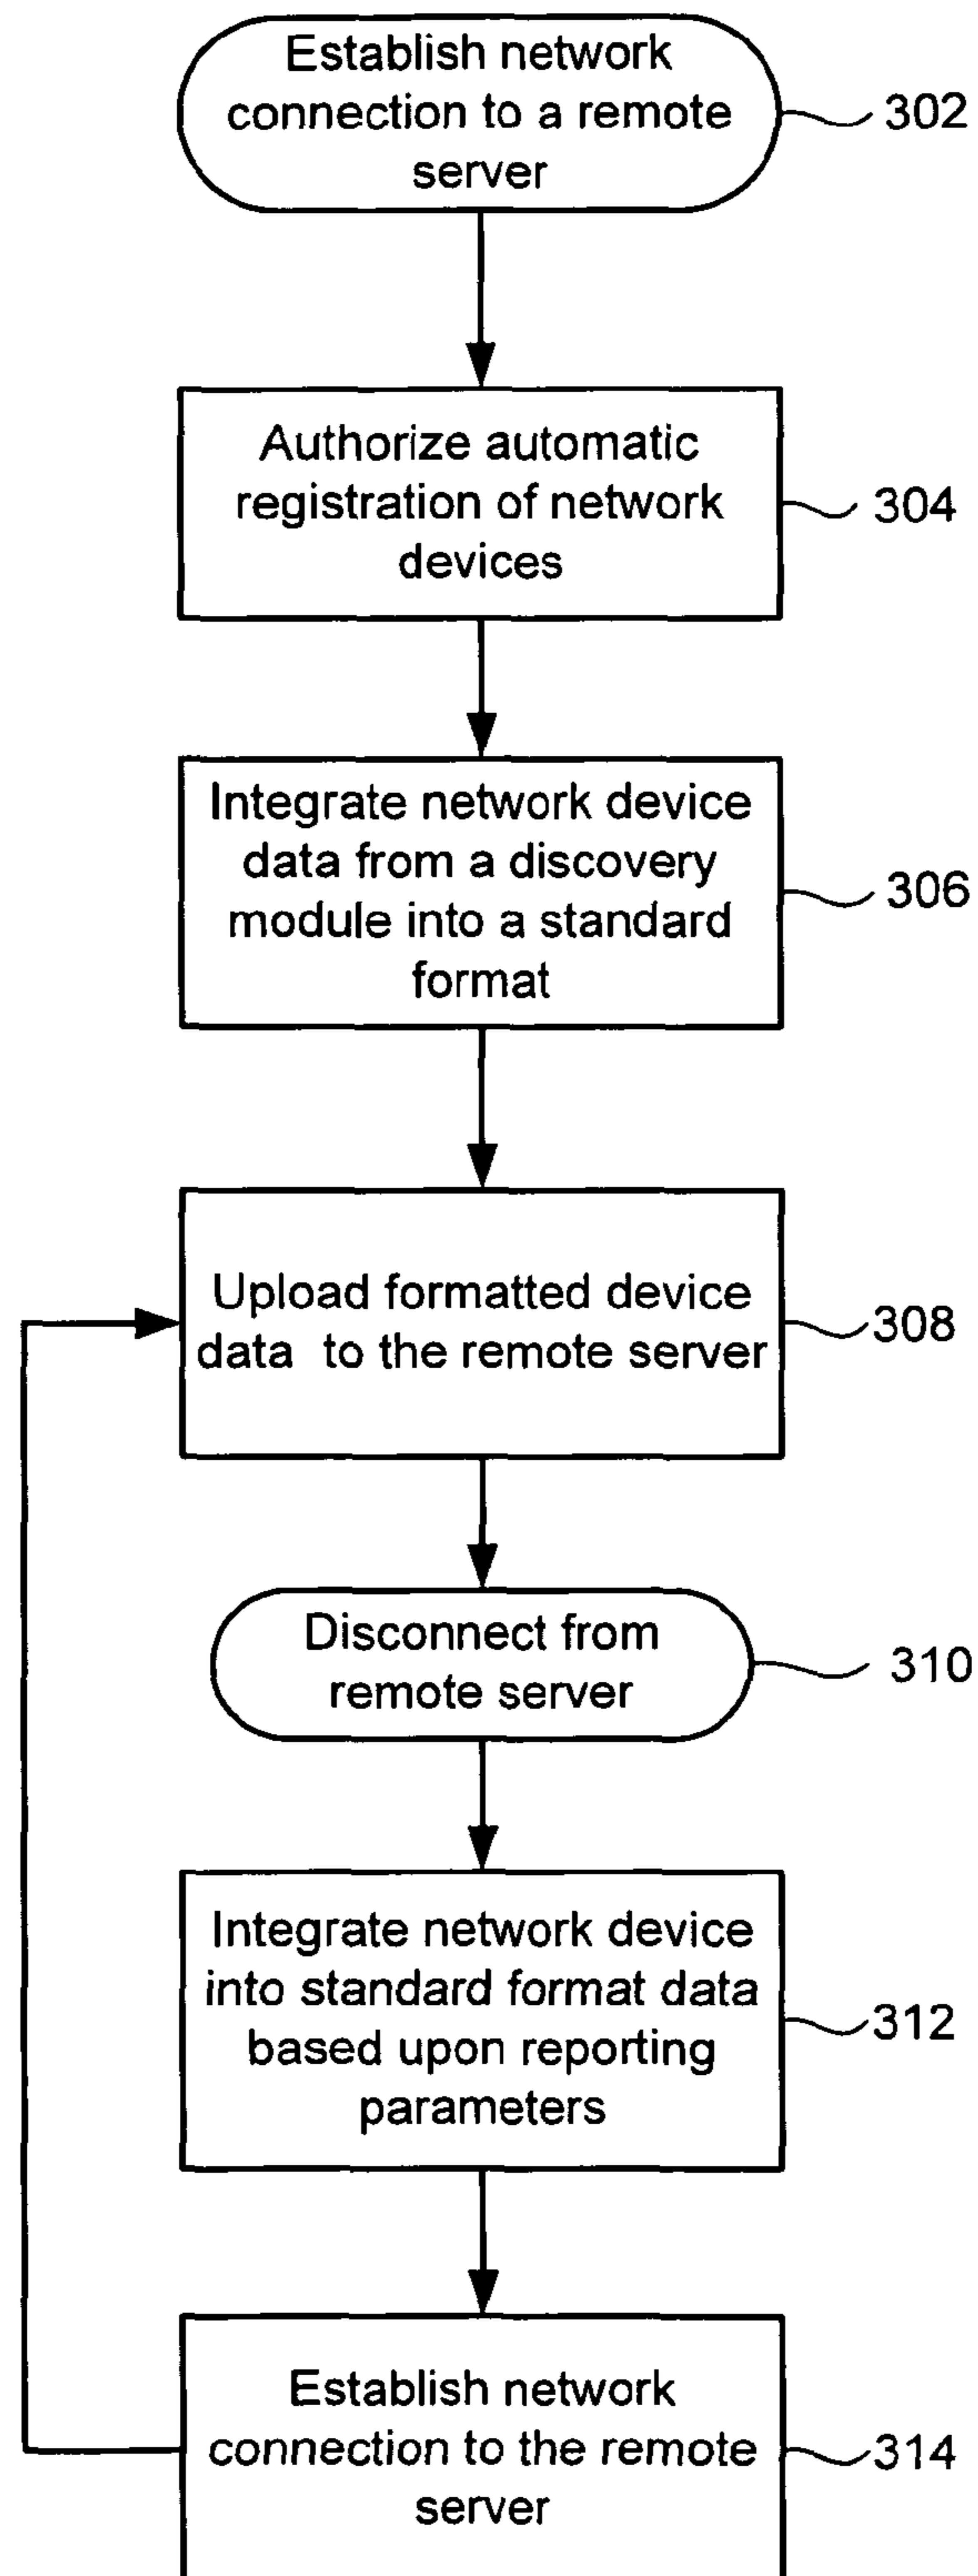 Establish network
connection to a remote
server
302
Authorize automatic
registration of network
devices
304
Integrate network device
data from a discovery
module into a standard
format
306
Upload formatted device
data to the remote server
308
Disconnect from
remote server
310
Integrate network device
into standard format data
based upon reporting
parameters
312
Establish network
connection to the remote
server
314